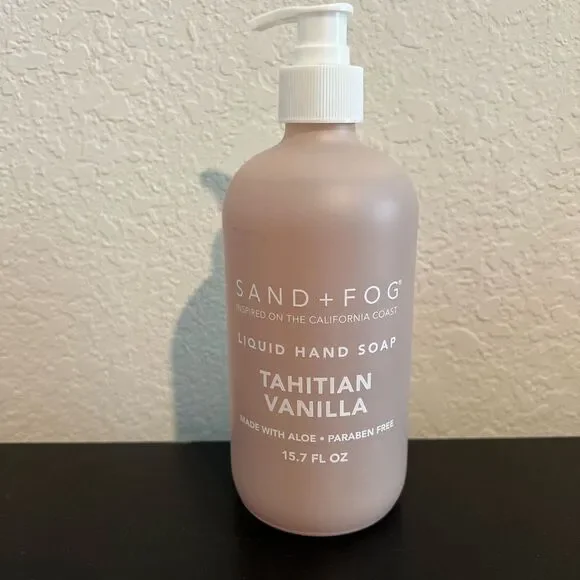 SAND + FOG®
INSPIRED ON THE CALIFORNIA COAST
LIQUID HAND SOAP
TAHITIAN
VANILLA
MADE WITH ALOE • PARABEN FREE
15.7 FL OZ